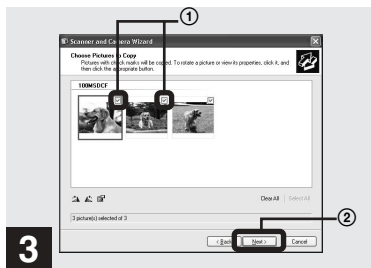 ①
Scanner and Camera Wizard
Choose Pictures to Copy
Pictures with check marks will be copied. To rotate a picture or view its properties, click it, and
then click the appropriate button.
100MSDCF
Clear All Select All
3 picture(s) selected of 3
②
< Back Next > Cancel
3